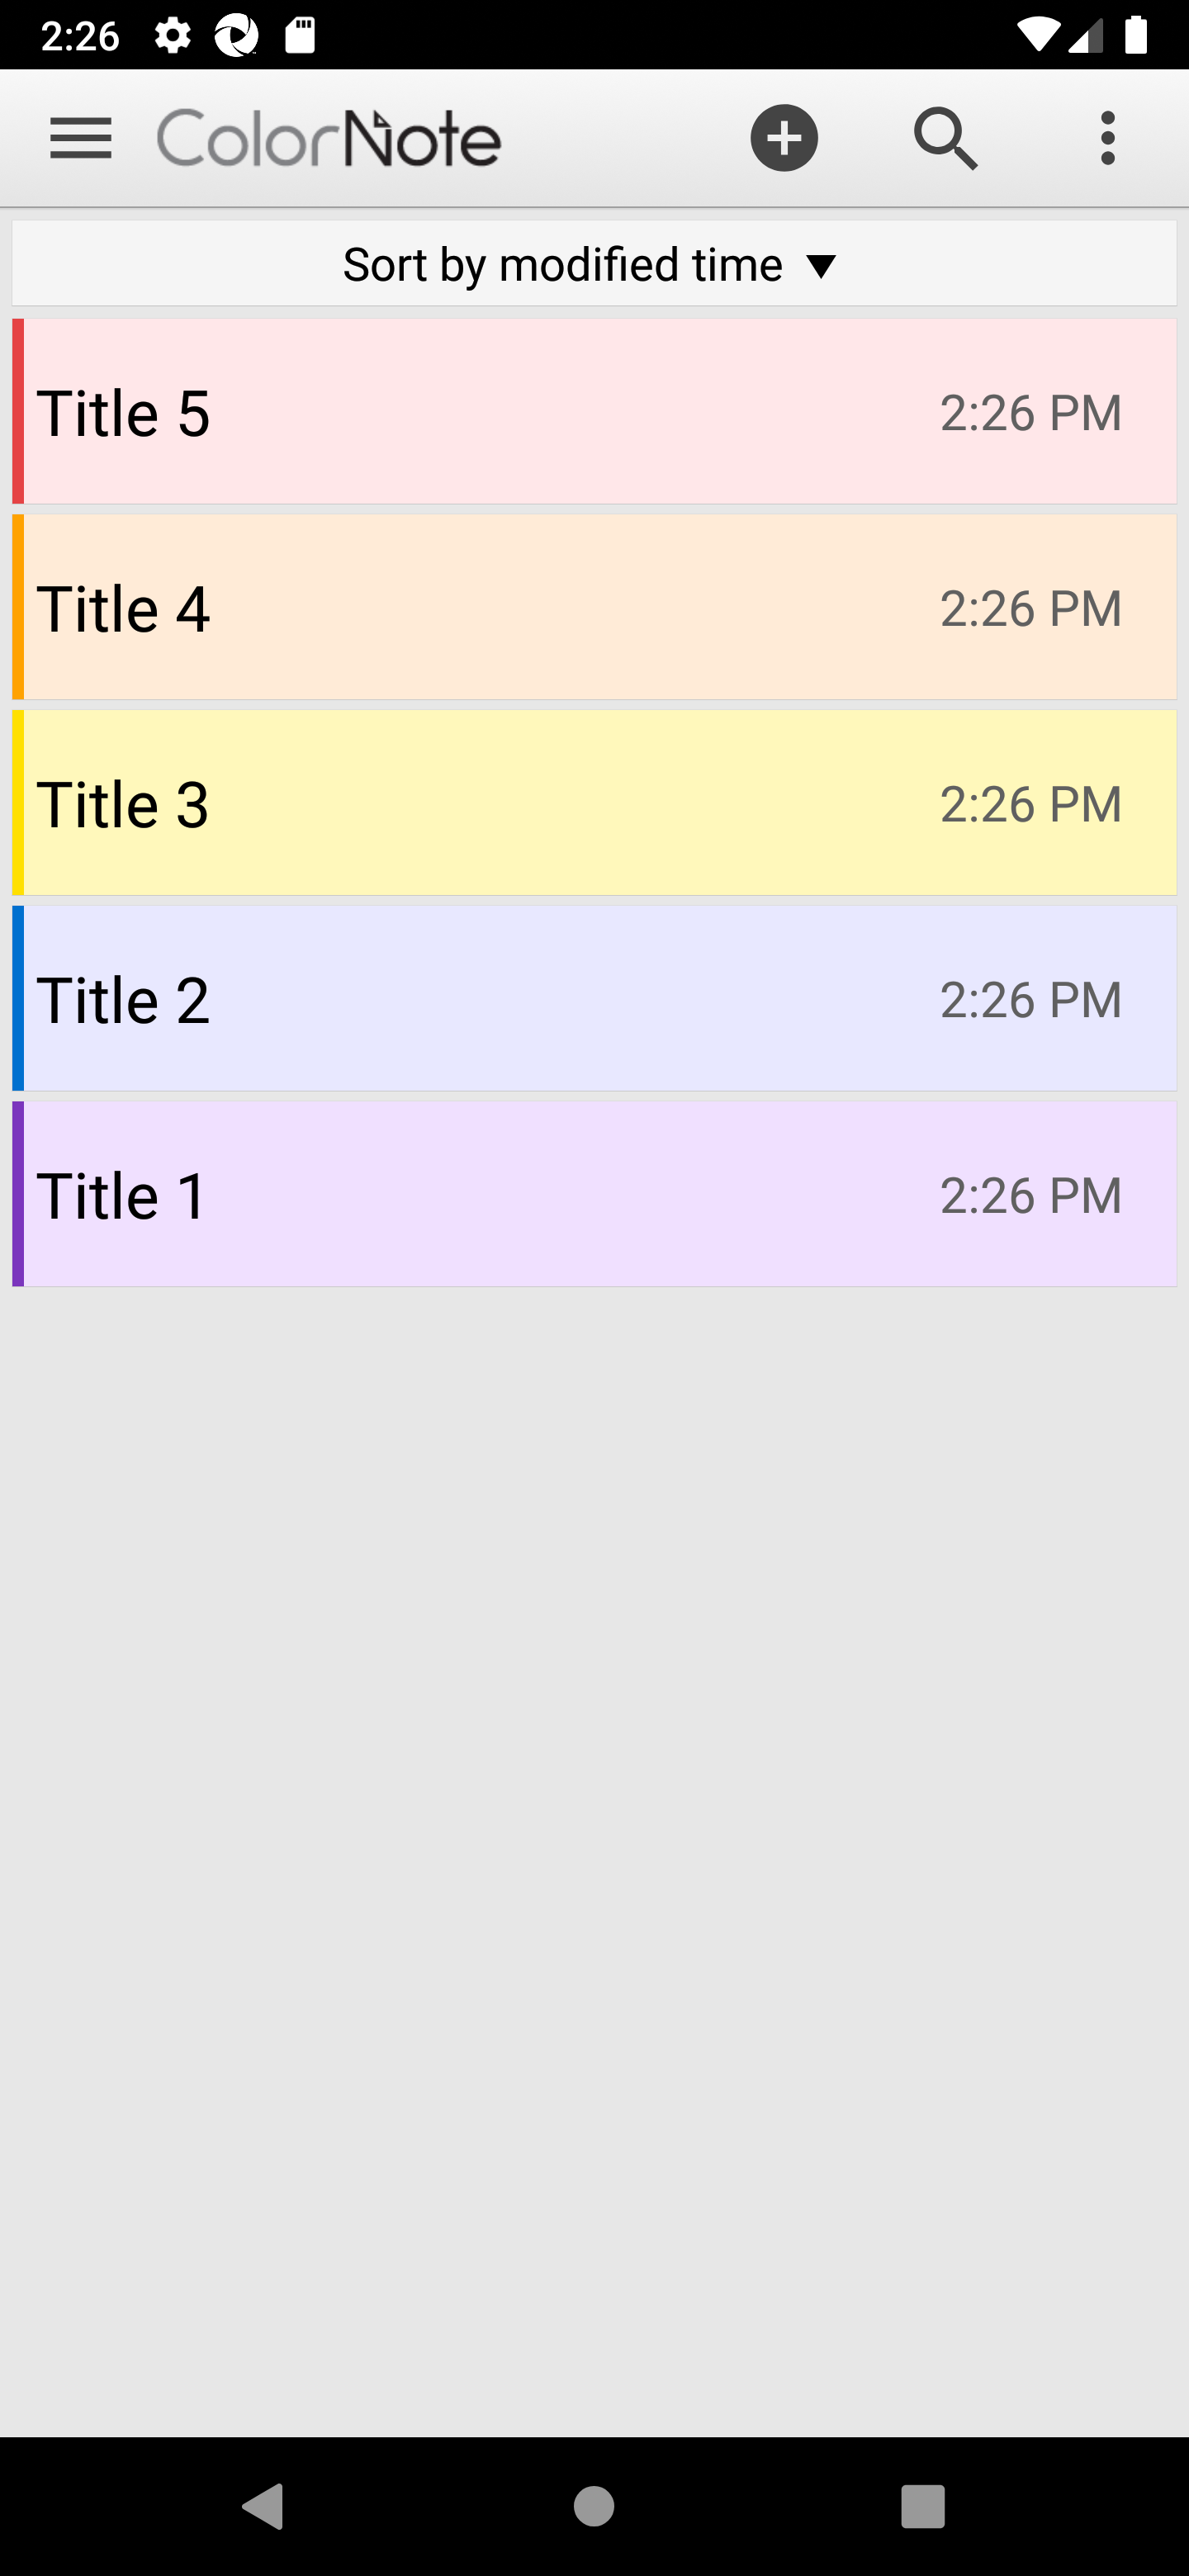 2:26
ColorNote
Sort by modified time ▼
Title 5 2:26 PM
Title 4 2:26 PM
Title 3 2:26 PM
Title 2 2:26 PM
Title 1 2:26 PM